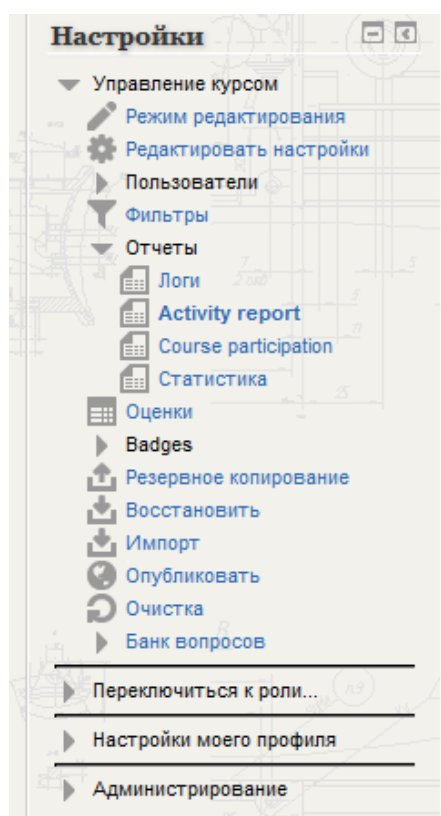 Настройки
Управление курсом
Режим редактирования
Редактировать настройки
Пользователи
Фильтры
Отчеты
Логи
Activity report
Course participation
Статистика
Оценки
Badges
Резервное копирование
Восстановить
Импорт
Опубликовать
Очистка
Банк вопросов
Переключиться к роли...
Настройки моего профиля
Администрирование